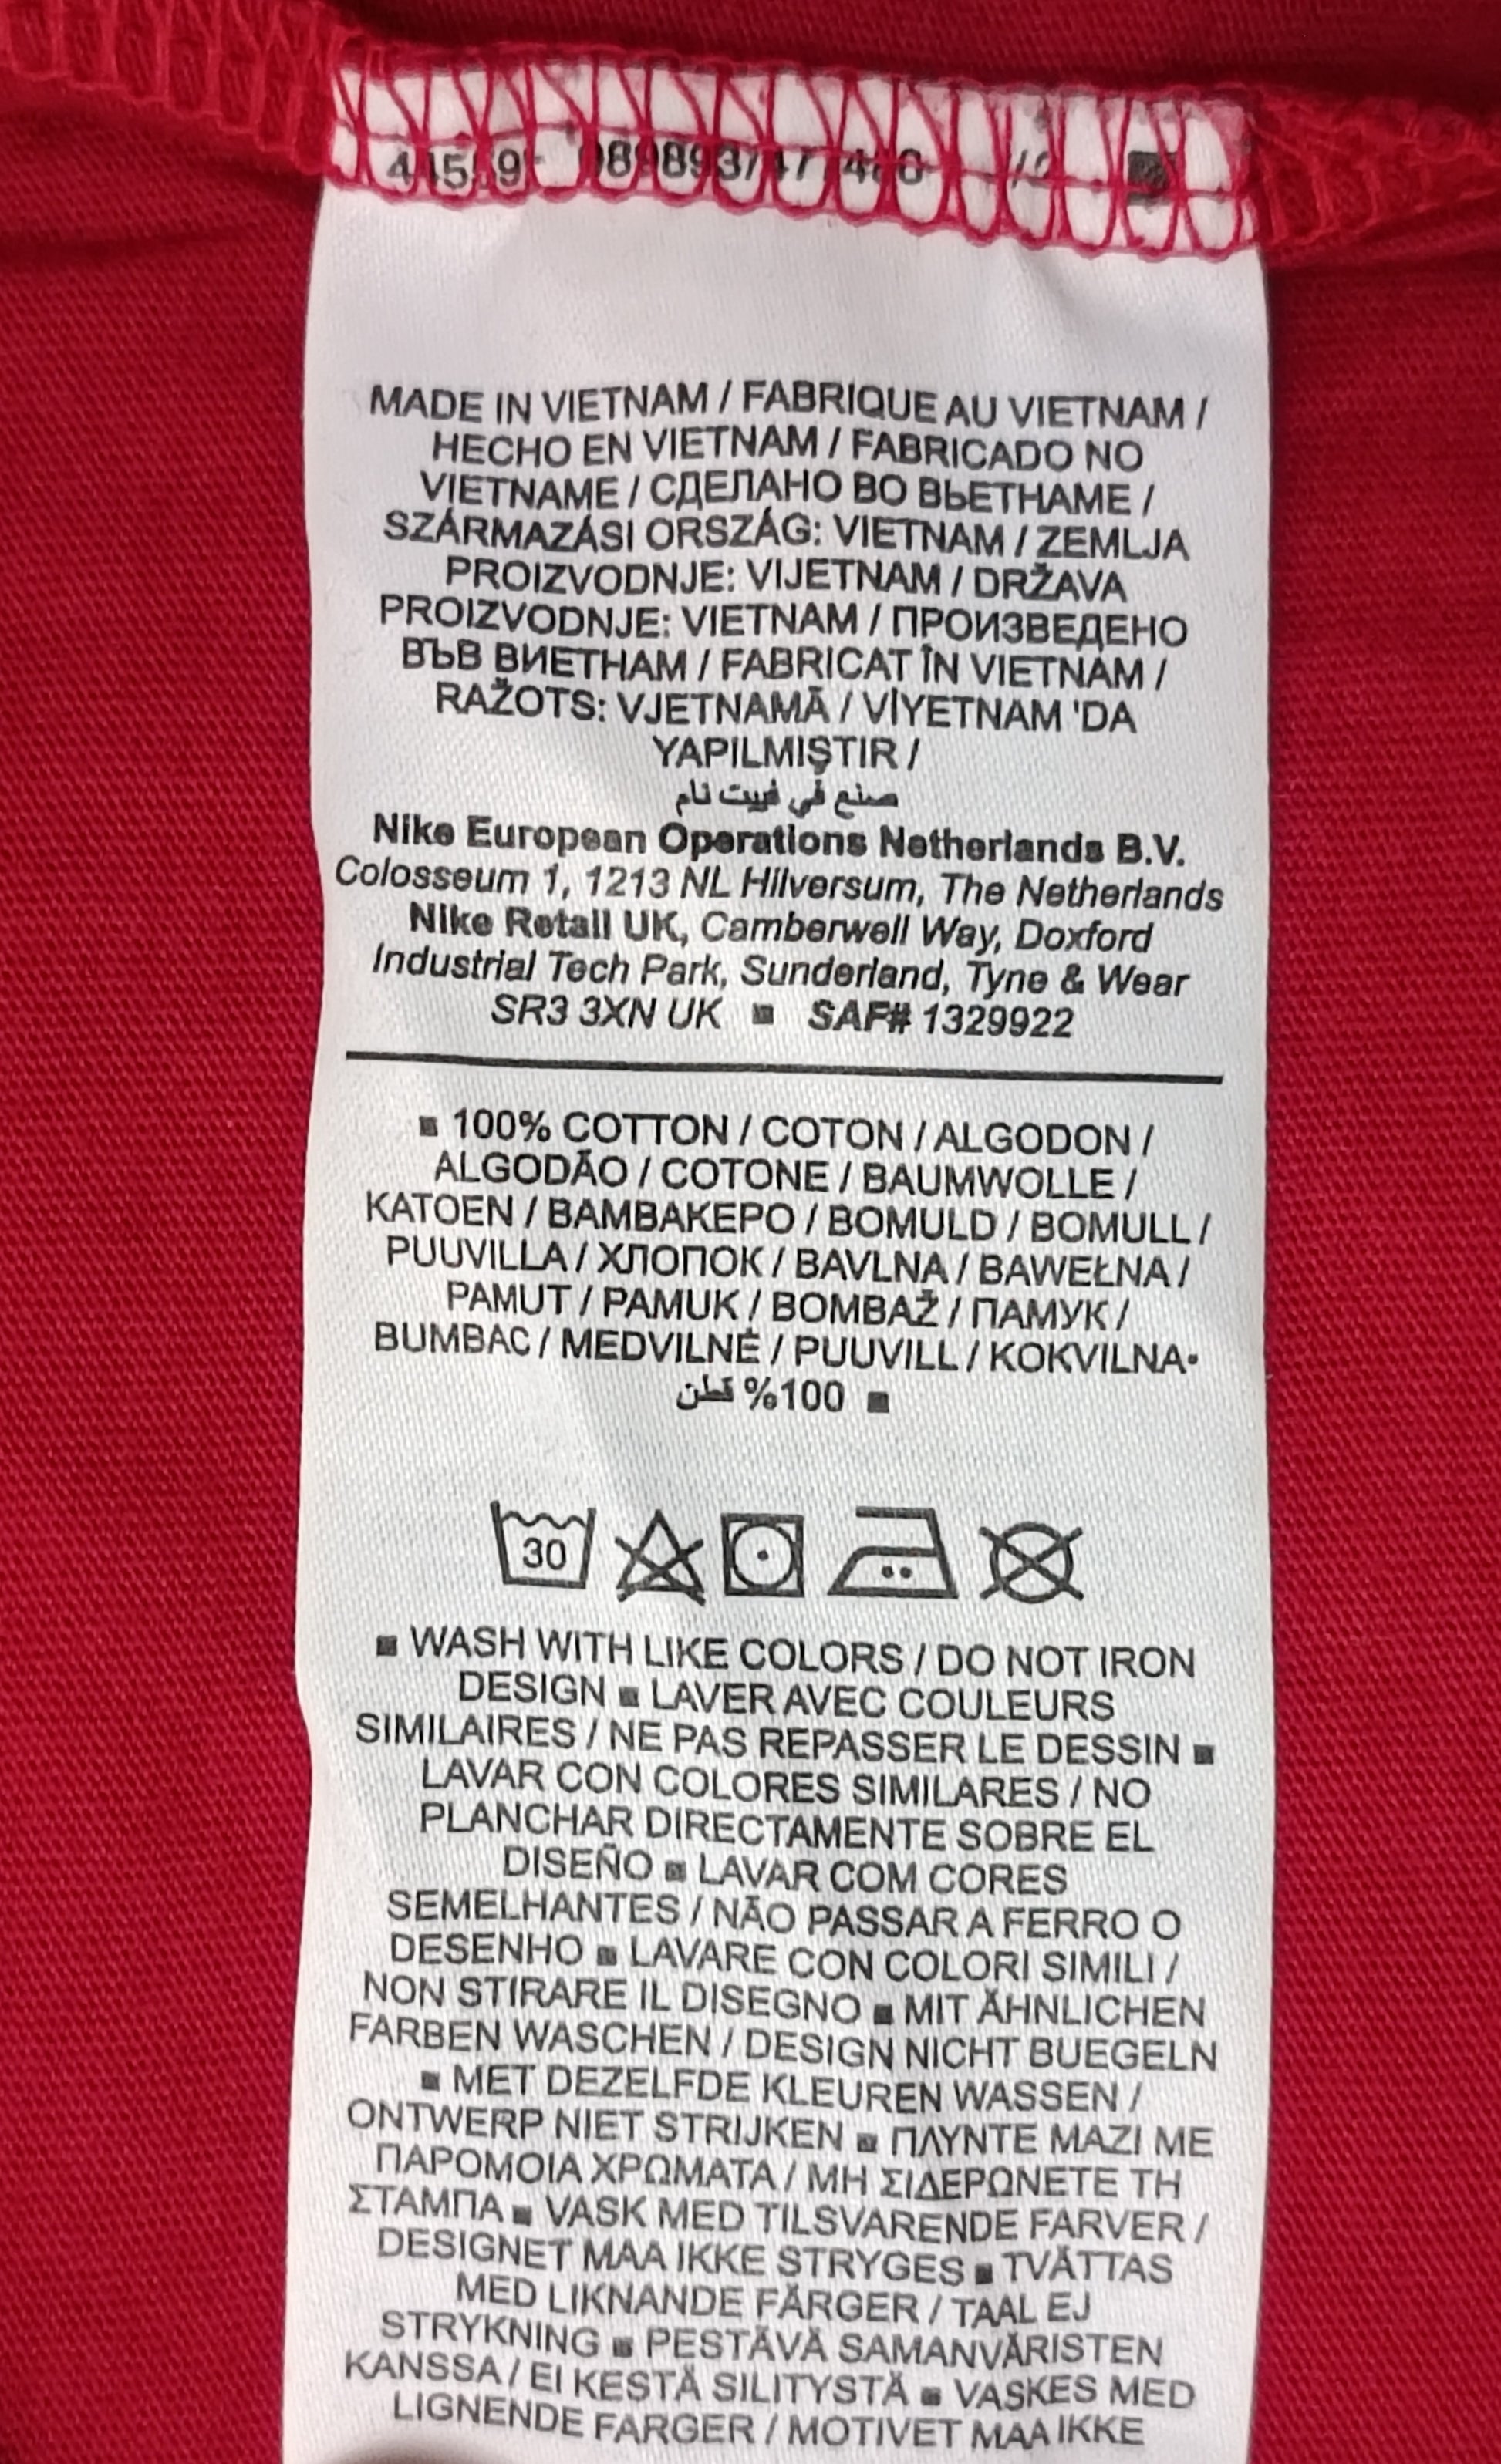 MADE IN VIETNAM / FABRIQUE AU VIETNAM /
HECHO EN VIETNAM / FABRICADO NO
VIETNAME / СДЕЛАНО ВО ВЬЕТНАМЕ /
SZÁRMAZÁSI ORSZÁG: VIETNAM / ZEMLJA
PROIZVODNJE: VIJETNAM / DRŽAVA
PROIZVODNJE: VIETNAM / ПРОИЗВЕДЕНО
ВЪВ ВИЕТНАМ / FABRICAT ÎN VIETNAM /
RAŽOTS: VJETNAMĀ / VİYETNAM 'DA
YAPILMIŞTIR /
صنع في فييت نام
Nike European Operations Netherlands B.V.
Colosseum 1, 1213 NL Hilversum, The Netherlands
Nike Retail UK, Camberwell Way, Doxford
Industrial Tech Park, Sunderland, Tyne & Wear
SR3 3XN UK ■ SAF# 1329922
■ 100% COTTON / COTON / ALGODON /
ALGODÃO / COTONE / BAUMWOLLE /
KATOEN / ΒΑΜΒΑΚΕΡΟ / BOMULD / BOMULL /
PUUVILLA / ХЛОПОК / BAVLNA / BAWEŁNA /
PAMUT / PAMUK / BOMBAŽ / ПАМУК /
BUMBAC / MEDVILNĖ / PUUVILL / KOKVILNA•
■ 100% قطن
30
■ WASH WITH LIKE COLORS / DO NOT IRON
DESIGN ■ LAVER AVEC COULEURS
SIMILAIRES / NE PAS REPASSER LE DESSIN ■
LAVAR CON COLORES SIMILARES / NO
PLANCHAR DIRECTAMENTE SOBRE EL
DISEÑO ■ LAVAR COM CORES
SEMELHANTES / NÃO PASSAR A FERRO O
DESENHO ■ LAVARE CON COLORI SIMILI /
NON STIRARE IL DISEGNO ■ MIT ÄHNLICHEN
FARBEN WASCHEN / DESIGN NICHT BUEGELN
■ MET DEZELFDE KLEUREN WASSEN /
ONTWERP NIET STRIJKEN ■ ΠΛΥΝΤΕ ΜΑΖΙ ΜΕ
ΠΑΡΟΜΟΙΑ ΧΡΩΜΑΤΑ / ΜΗ ΣΙΔΕΡΩΝΕΤΕ ΤΗ
ΣΤΑΜΠΑ ■ VASK MED TILSVARENDE FARVER /
DESIGNET MAA IKKE STRYGES ■ TVÄTTAS
MED LIKNANDE FÄRGER / TAAL EJ
STRYKNING ■ PESTÄVÄ SAMANVÄRISTEN
KANSSA / EI KESTÄ SILITYSTÄ ■ VASKES MED
LIGNENDE FARGER / MOTIVET MAA IKKE